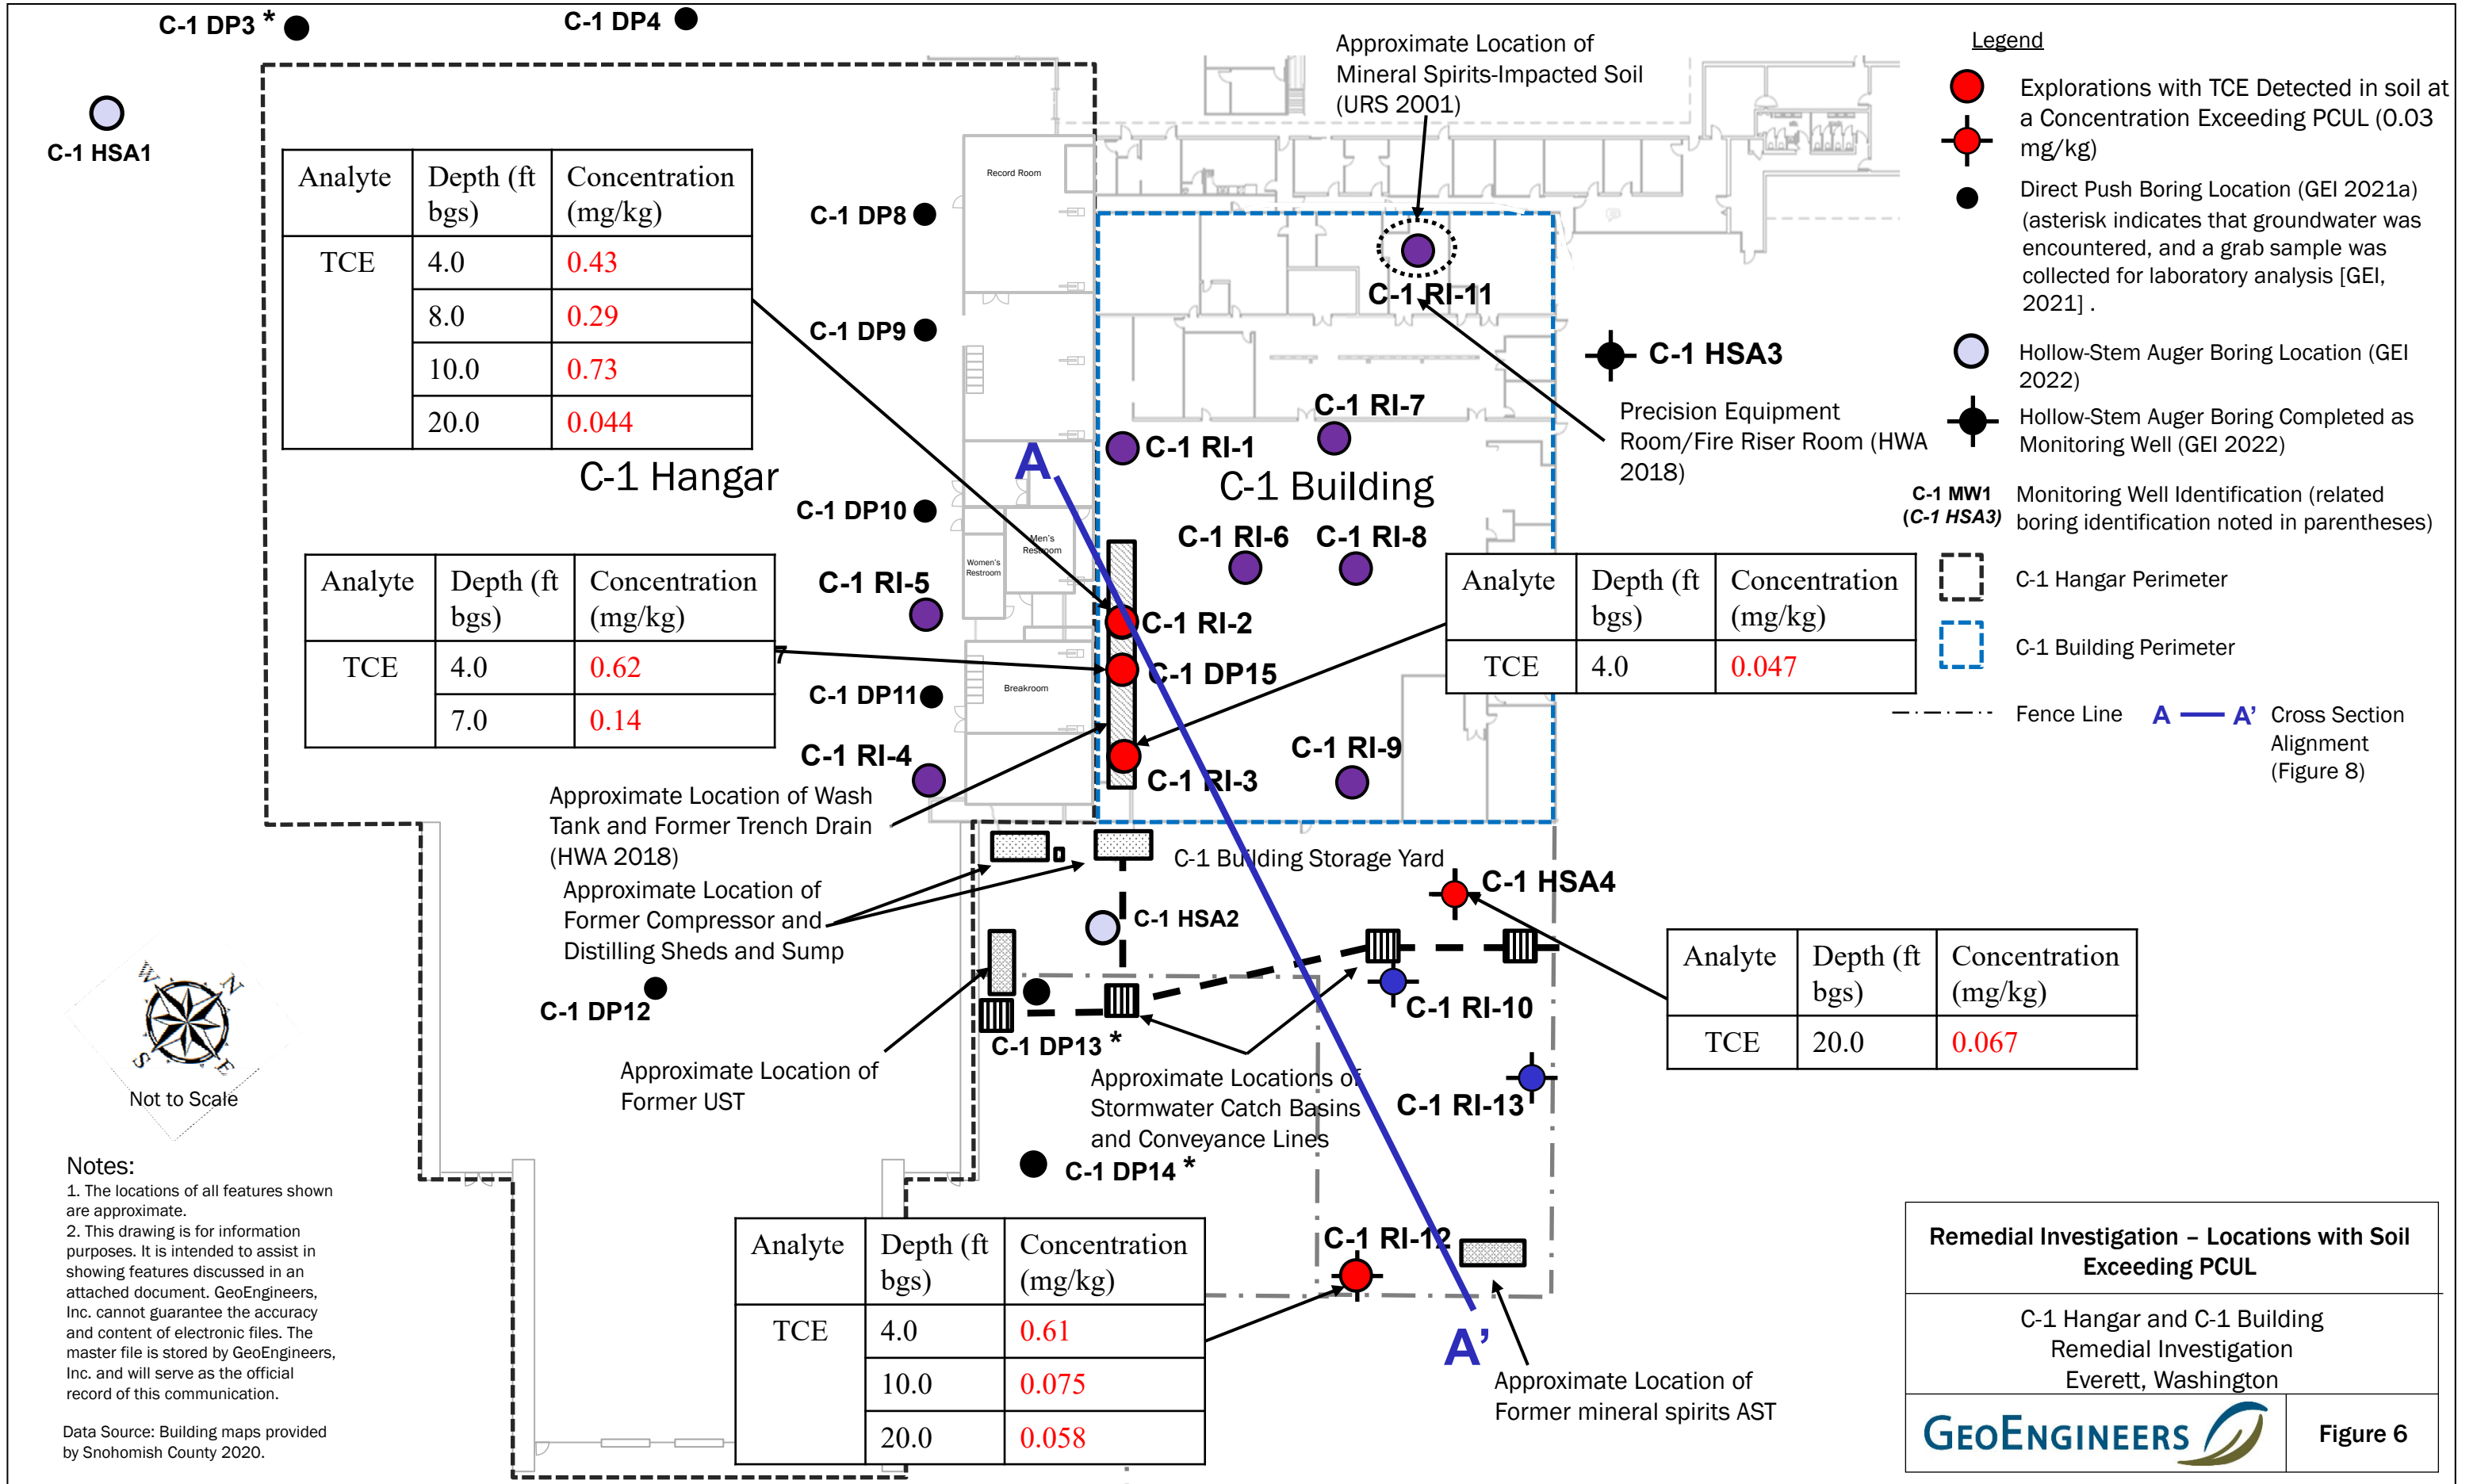 C-1 DP3 *
C-1 DP4
C-1 HSA1
Approximate Location of
Mineral Spirits-Impacted Soil
(URS 2001)
Legend
Explorations with TCE Detected in soil at
a Concentration Exceeding PCUL (0.03
mg/kg)
Direct Push Boring Location (GEI 2021a)
(asterisk indicates that groundwater was
encountered, and a grab sample was
collected for laboratory analysis [GEI,
2021] .
Hollow-Stem Auger Boring Location (GEI
2022)
Hollow-Stem Auger Boring Completed as
Monitoring Well (GEI 2022)
C-1 MW1
(C-1 HSA3)
Monitoring Well Identification (related
boring identification noted in parentheses)
C-1 Hangar Perimeter
C-1 Building Perimeter
Fence Line
A A'
Cross Section
Alignment
(Figure 8)
Analyte Depth (ft bgs) Concentration (mg/kg)
TCE 4.0 0.43
8.0 0.29
10.0 0.73
20.0 0.044
Record Room
C-1 DP8
C-1 DP9
C-1 RI-11
C-1 HSA3
Precision Equipment
Room/Fire Riser Room (HWA
2018)
C-1 RI-7
C-1 RI-1
C-1 Hangar
A
C-1 Building
C-1 DP10
Men's
Restroom
Women's
Restroom
C-1 RI-6
C-1 RI-8
C-1 RI-5
C-1 RI-2
Analyte Depth (ft bgs) Concentration (mg/kg)
TCE 4.0 0.62
7.0 0.14
7
Analyte Depth (ft bgs) Concentration (mg/kg)
TCE 4.0 0.047
C-1 DP15
C-1 DP11
Breakroom
C-1 RI-4
C-1 RI-3
C-1 RI-9
Approximate Location of Wash
Tank and Former Trench Drain
(HWA 2018)
C-1 Building Storage Yard
Approximate Location of
Former Compressor and
Distilling Sheds and Sump
C-1 HSA4
C-1 HSA2
Analyte Depth (ft bgs) Concentration (mg/kg)
TCE 20.0 0.067
C-1 DP12
C-1 RI-10
C-1 DP13 *
Approximate Location of
Former UST
Approximate Locations of
Stormwater Catch Basins
and Conveyance Lines
C-1 RI-13
C-1 DP14 *
W
N
S
E
Not to Scale
Notes:
1. The locations of all features shown
are approximate.
2. This drawing is for information
purposes. It is intended to assist in
showing features discussed in an
attached document. GeoEngineers,
Inc. cannot guarantee the accuracy
and content of electronic files. The
master file is stored by GeoEngineers,
Inc. and will serve as the official
record of this communication.
Data Source: Building maps provided
by Snohomish County 2020.
Analyte Depth (ft bgs) Concentration (mg/kg)
TCE 4.0 0.61
10.0 0.075
20.0 0.058
C-1 RI-12
A'
Approximate Location of
Former mineral spirits AST
Remedial Investigation – Locations with Soil
Exceeding PCUL
C-1 Hangar and C-1 Building
Remedial Investigation
Everett, Washington
GEOENGINEERS
Figure 6